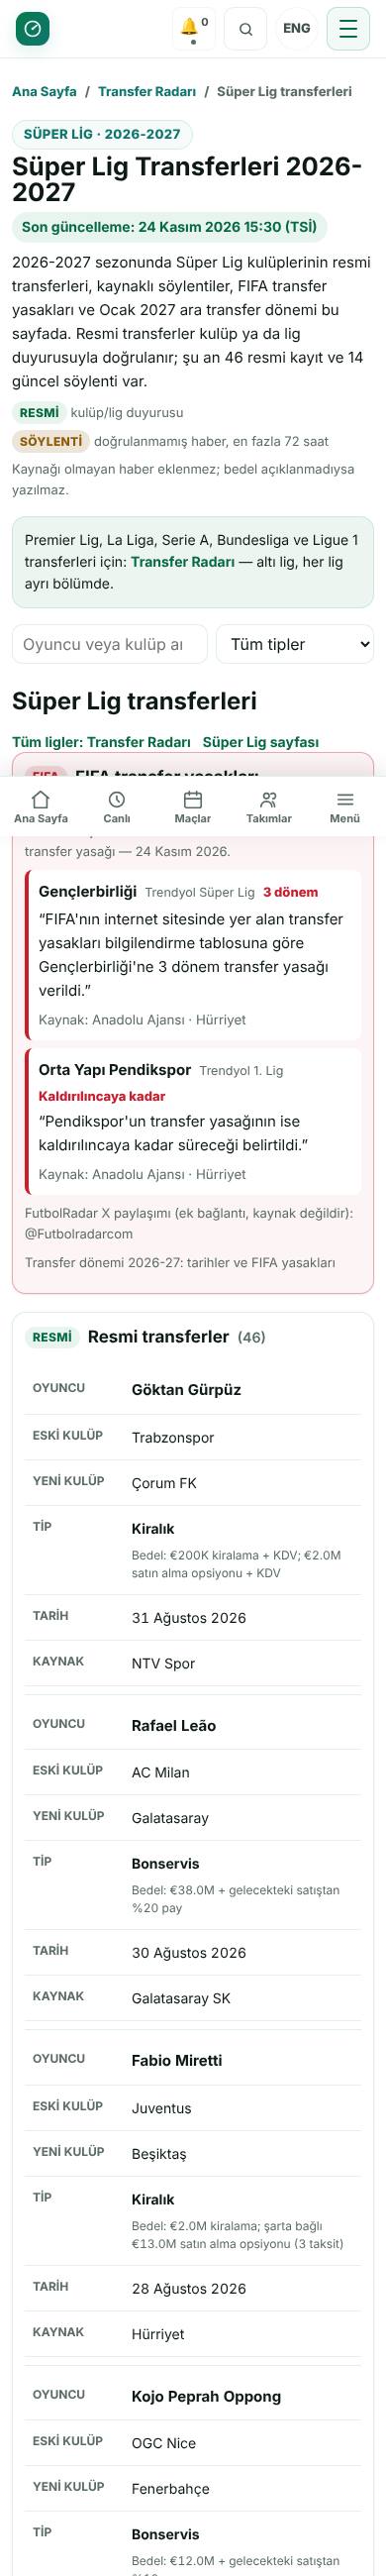 0
ENG
Ana Sayfa / Transfer Radarı / Süper Lig transferleri
SÜPER LİG · 2026-2027
Süper Lig Transferleri 2026-
2027
Son güncelleme: 24 Kasım 2026 15:30 (TSİ)
2026-2027 sezonunda Süper Lig kulüplerinin resmi
transferleri, kaynaklı söylentiler, FIFA transfer
yasakları ve Ocak 2027 ara transfer dönemi bu
sayfada. Resmi transferler kulüp ya da lig
duyurusuyla doğrulanır; şu an 46 resmi kayıt ve 14
güncel söylenti var.
RESMİ kulüp/lig duyurusu
SÖYLENTİ doğrulanmamış haber, en fazla 72 saat
Kaynağı olmayan haber eklenmez; bedel açıklanmadıysa
yazılmaz.
Premier Lig, La Liga, Serie A, Bundesliga ve Ligue 1
transferleri için: Transfer Radarı — altı lig, her lig
ayrı bölümde.
Oyuncu veya kulüp aı Tüm tipler
Süper Lig transferleri
Tüm ligler: Transfer Radarı Süper Lig sayfası
Ana Sayfa Canlı Maçlar Takımlar Menü
transfer yasağı — 24 Kasım 2026.
Gençlerbirliği Trendyol Süper Lig 3 dönem
“FIFA'nın internet sitesinde yer alan transfer
yasakları bilgilendirme tablosuna göre
Gençlerbirliği'ne 3 dönem transfer yasağı
verildi.”
Kaynak: Anadolu Ajansı · Hürriyet
Orta Yapı Pendikspor Trendyol 1. Lig
Kaldırılıncaya kadar
“Pendikspor'un transfer yasağının ise
kaldırılıncaya kadar süreceği belirtildi.”
Kaynak: Anadolu Ajansı · Hürriyet
FutbolRadar X paylaşımı (ek bağlantı, kaynak değildir):
@Futbolradarcom
Transfer dönemi 2026-27: tarihler ve FIFA yasakları
RESMİ Resmi transferler (46)
OYUNCU Göktan Gürpüz
ESKİ KULÜP Trabzonspor
YENİ KULÜP Çorum FK
TİP Kiralık
Bedel: €200K kiralama + KDV; €2.0M
satın alma opsiyonu + KDV
TARİH 31 Ağustos 2026
KAYNAK NTV Spor
OYUNCU Rafael Leão
ESKİ KULÜP AC Milan
YENİ KULÜP Galatasaray
TİP Bonservis
Bedel: €38.0M + gelecekteki satıştan
%20 pay
TARİH 30 Ağustos 2026
KAYNAK Galatasaray SK
OYUNCU Fabio Miretti
ESKİ KULÜP Juventus
YENİ KULÜP Beşiktaş
TİP Kiralık
Bedel: €2.0M kiralama; şarta bağlı
€13.0M satın alma opsiyonu (3 taksit)
TARİH 28 Ağustos 2026
KAYNAK Hürriyet
OYUNCU Kojo Peprah Oppong
ESKİ KULÜP OGC Nice
YENİ KULÜP Fenerbahçe
TİP Bonservis
Bedel: €12.0M + gelecekteki satıştan